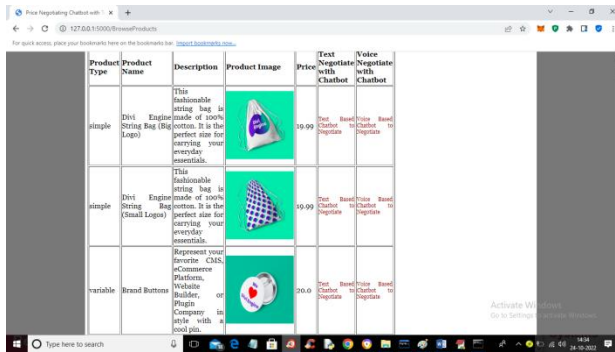 Price Negotiating Chatbot with
127.0.0.1:5000/BrowseProducts
For quick access, place your bookmarks here on the bookmarks bar. Import bookmarks now...
Product Type
Product Name
Description
Product Image
Price
Text Negotiate with Chatbot
Voice Negotiate with Chatbot
simple
Divi Engine String Bag (Big Logo)
This fashionable string bag is made of 100% cotton. It is the perfect size for carrying your everyday essentials.
19.99
Text Based Chatbot to Negotiate
Voice Based Chatbot to Negotiate
simple
Divi Engine String Bag (Small Logos)
This fashionable string bag is made of 100% cotton. It is the perfect size for carrying your everyday essentials.
19.99
Text Based Chatbot to Negotiate
Voice Based Chatbot to Negotiate
variable
Brand Buttons
Represent your favorite CMS, eCommerce Platform, Website Builder, or Plugin Company in style with a cool pin.
20.0
Text Based Chatbot to Negotiate
Voice Based Chatbot to Negotiate
Activate Windows
Go to Settings to activate Windows.
Type here to search
14:34
24-10-2022